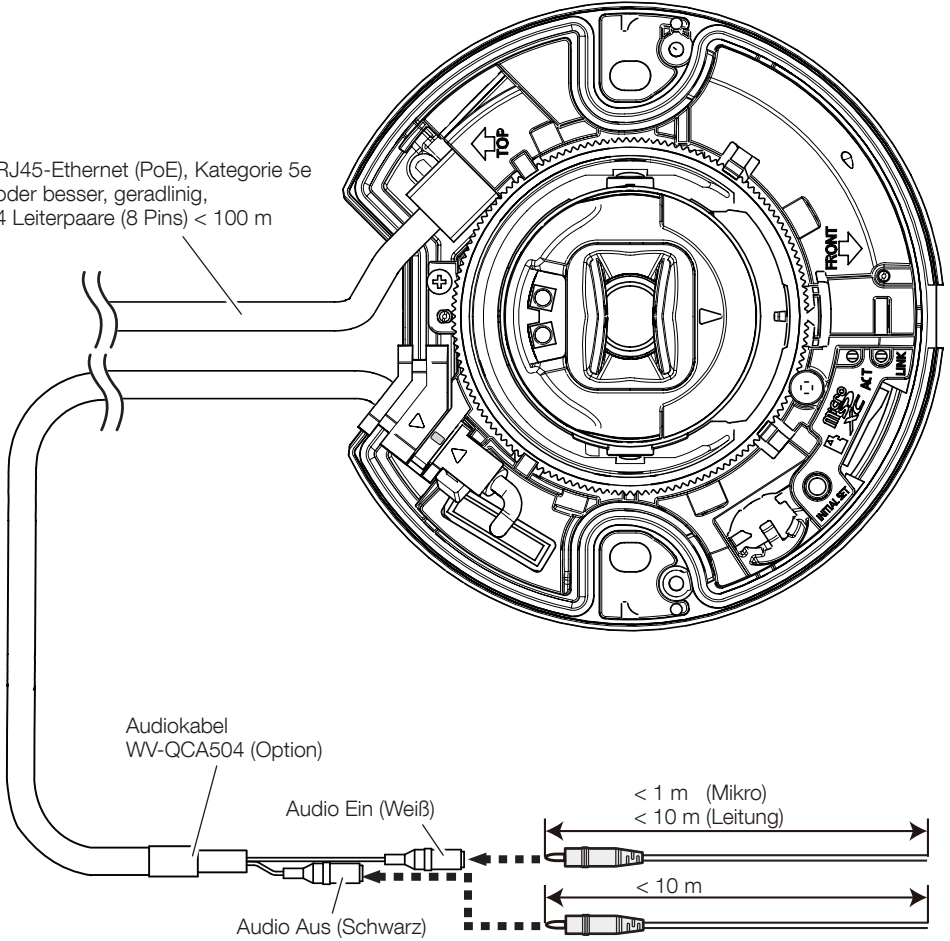 TOP
RJ45-Ethernet (PoE), Kategorie 5e
oder besser, geradlinig,
4 Leiterpaare (8 Pins) < 100 m
FRONT
LINK
ACT
micro
SD
XC
INITIAL SET
Audiokabel
WV-QCA504 (Option)
Audio Ein (Weiß)
< 1 m (Mikro)
< 10 m (Leitung)
< 10 m
Audio Aus (Schwarz)